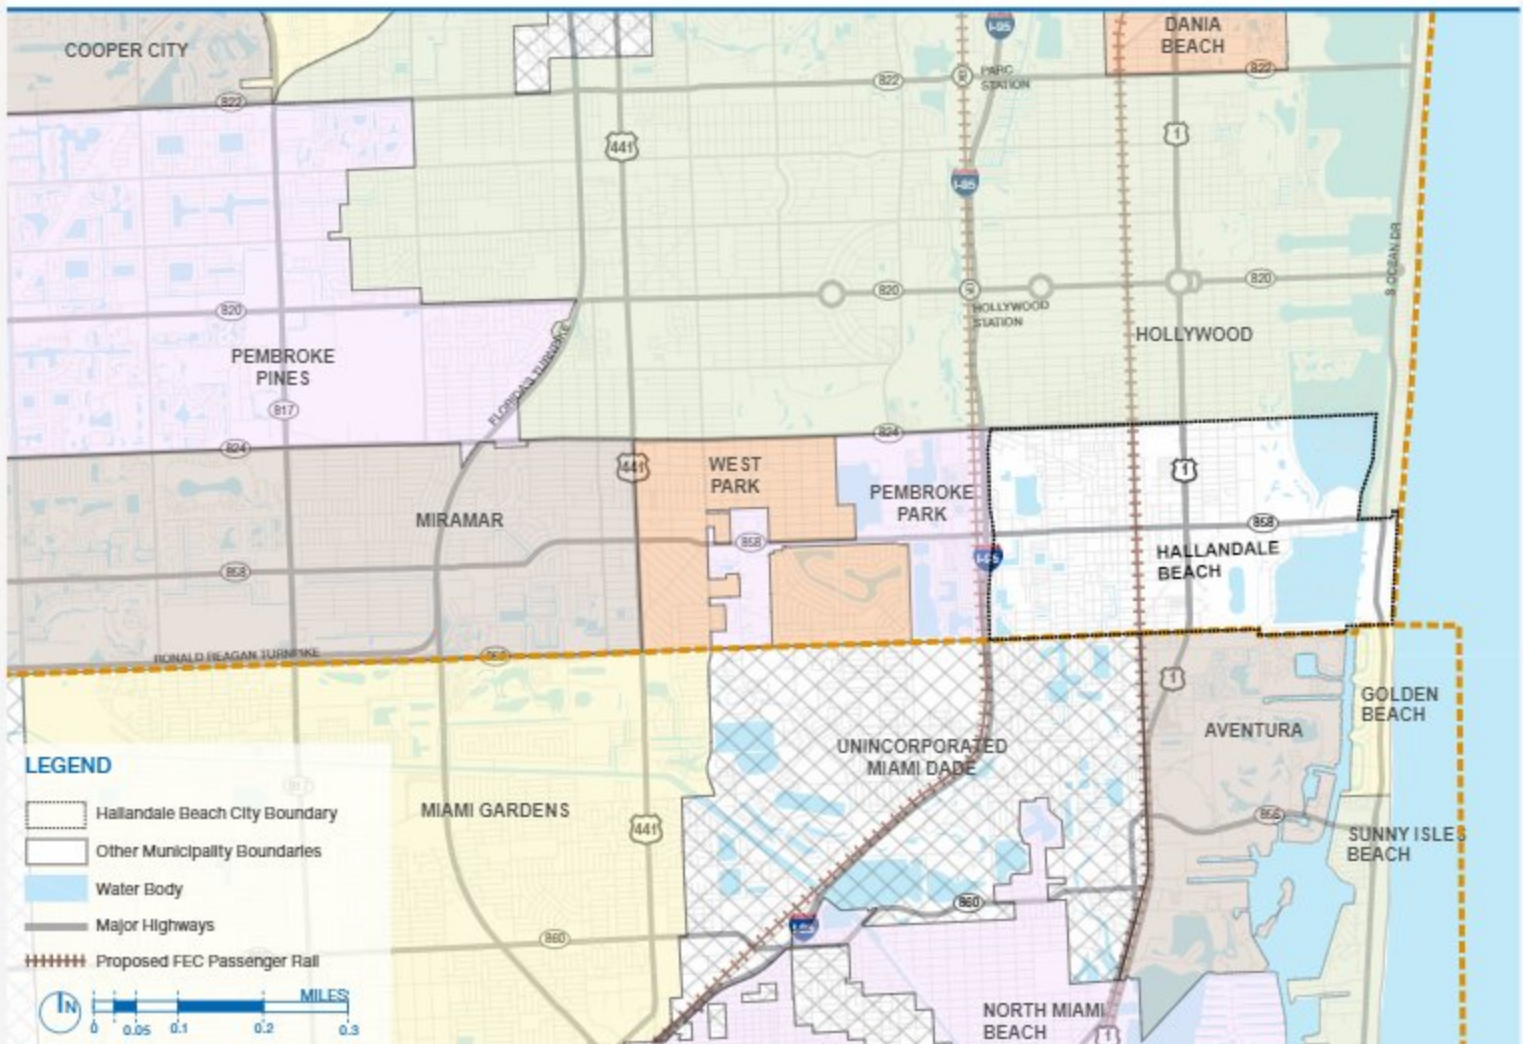 COOPER CITY
DANIA
BEACH
I-95
PARC
STATION
822
822
822
441
1
I-95
S OCEAN DR
820
820
820
HOLLYWOOD
STATION
HOLLYWOOD
PEMBROKE
PINES
817
FLORIDA'S TURNPIKE
824
824
441
WEST
PARK
1
PEMBROKE
PARK
MIRAMAR
858
858
858
I-95
HALLANDALE
BEACH
RONALD REAGAN TURNPIKE
1
GOLDEN
BEACH
AVENTURA
UNINCORPORATED
MIAMI DADE
LEGEND
817
MIAMI GARDENS
441
856
SUNNY ISLES
BEACH
Hallandale Beach City Boundary
Other Municipality Boundaries
Water Body
Major Highways
Proposed FEC Passenger Rail
860
860
I-95
N
MILES
0 0.05 0.1 0.2 0.3
NORTH MIAMI
BEACH
1